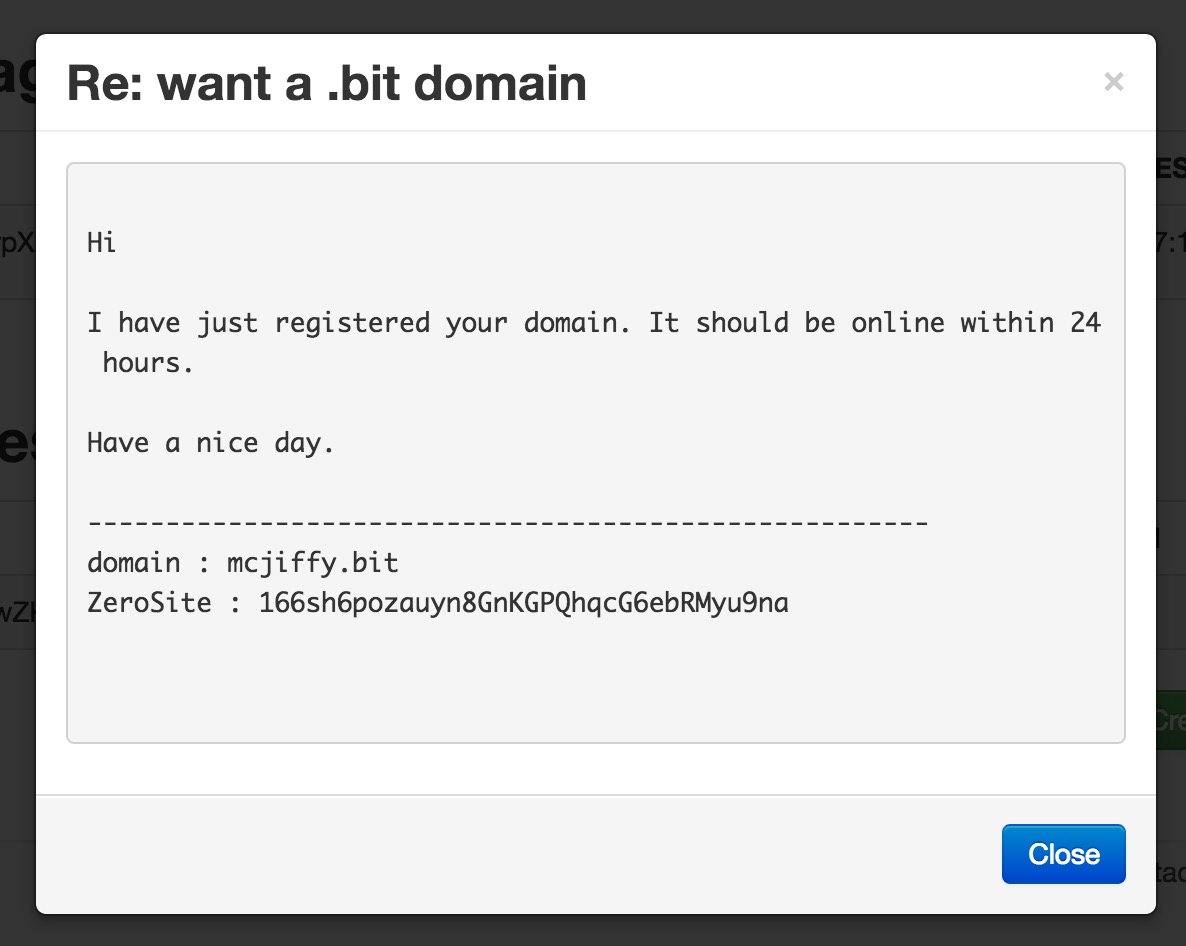 Re: want a .bit domain
×
Hi
I have just registered your domain. It should be online within 24
hours.
Have a nice day.
------------------------------------------------------
domain : mcjiffy.bit
ZeroSite : 166sh6pozauyn8GnKGPQhqcG6ebRMyu9na
Close